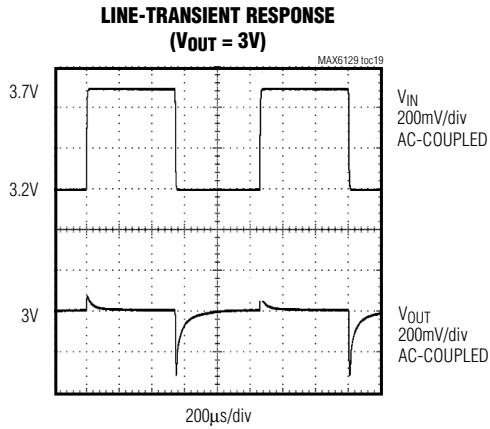 LINE-TRANSIENT RESPONSE
(VOUT = 3V)
MAX6129 toc19
3.7V
VIN
200mV/div
AC-COUPLED
3.2V
3V
VOUT
200mV/div
AC-COUPLED
200μs/div